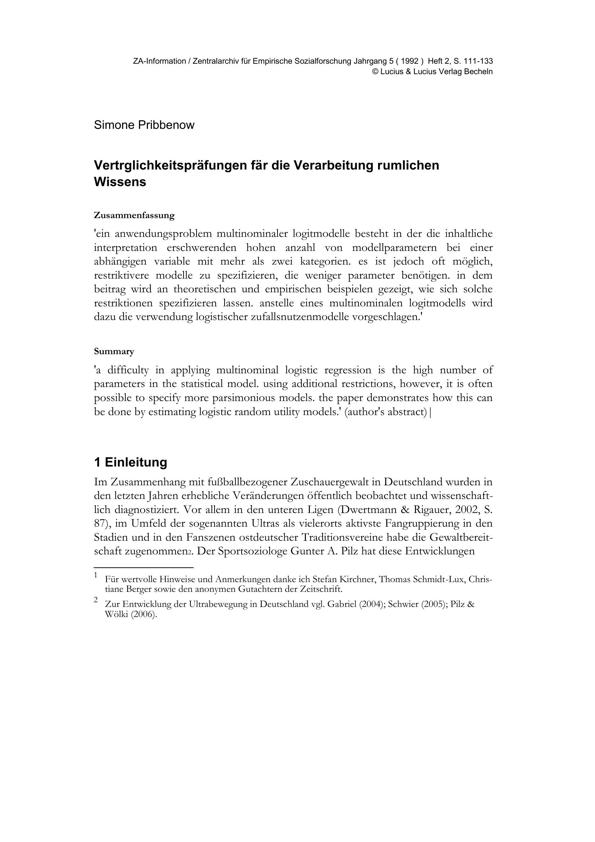 ZA-Information / Zentralarchiv für Empirische Sozialforschung Jahrgang 5 ( 1992 ) Heft 2, S. 111-133
© Lucius & Lucius Verlag Becheln
Simone Pribbenow
Vertrglichkeitspräfungen fär die Verarbeitung rumlichen
Wissens
Zusammenfassung
'ein anwendungsproblem multinominaler logitmodelle besteht in der die inhaltliche
interpretation erschwerenden hohen anzahl von modellparametern bei einer
abhängigen variable mit mehr als zwei kategorien. es ist jedoch oft möglich,
restriktivere modelle zu spezifizieren, die weniger parameter benötigen. in dem
beitrag wird an theoretischen und empirischen beispielen gezeigt, wie sich solche
restriktionen spezifizieren lassen. anstelle eines multinominalen logitmodells wird
dazu die verwendung logistischer zufallsnutzenmodelle vorgeschlagen.'
Summary
'a difficulty in applying multinominal logistic regression is the high number of
parameters in the statistical model. using additional restrictions, however, it is often
possible to specify more parsimonious models. the paper demonstrates how this can
be done by estimating logistic random utility models.' (author's abstract)|
1 Einleitung
Im Zusammenhang mit fußballbezogener Zuschauergewalt in Deutschland wurden in
den letzten Jahren erhebliche Veränderungen öffentlich beobachtet und wissenschaft-
lich diagnostiziert. Vor allem in den unteren Ligen (Dwertmann & Rigauer, 2002, S.
87), im Umfeld der sogenannten Ultras als vielerorts aktivste Fangruppierung in den
Stadien und in den Fanszenen ostdeutscher Traditionsvereine habe die Gewaltbereit-
schaft zugenommen2. Der Sportsoziologe Gunter A. Pilz hat diese Entwicklungen
1 Für wertvolle Hinweise und Anmerkungen danke ich Stefan Kirchner, Thomas Schmidt-Lux, Chris-
tiane Berger sowie den anonymen Gutachtern der Zeitschrift.
2 Zur Entwicklung der Ultrabewegung in Deutschland vgl. Gabriel (2004); Schwier (2005); Pilz &
Wölki (2006).